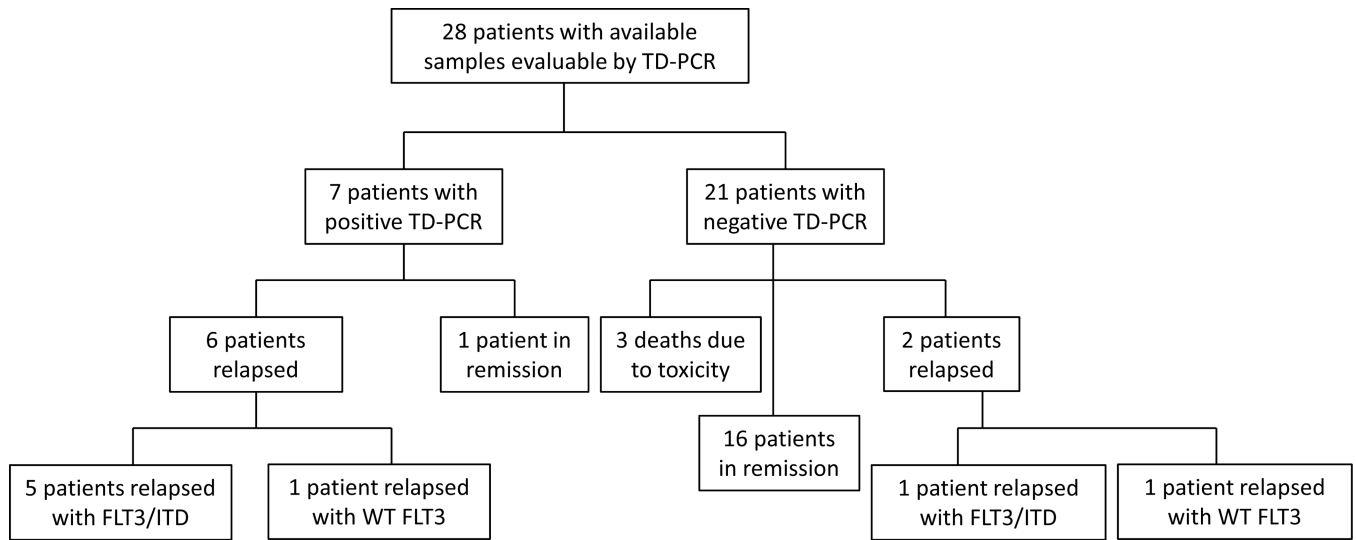 28 patients with available
samples evaluable by TD-PCR
7 patients with
positive TD-PCR
21 patients with
negative TD-PCR
6 patients
relapsed
1 patient in
remission
3 deaths due
to toxicity
2 patients
relapsed
16 patients
in remission
5 patients relapsed
with FLT3/ITD
1 patient relapsed
with WT FLT3
1 patient relapsed
with FLT3/ITD
1 patient relapsed
with WT FLT3